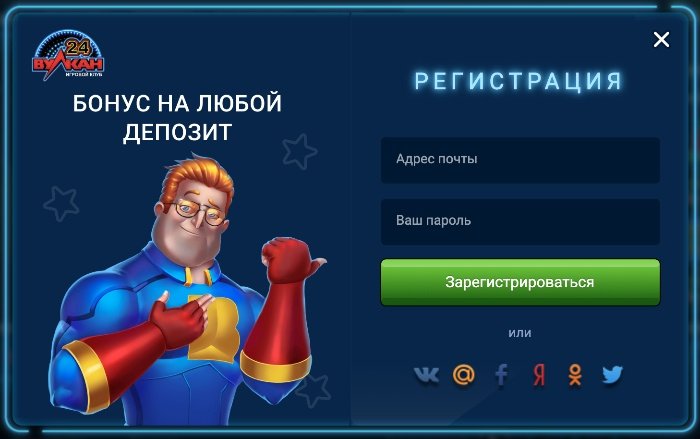 24
ВУЛКАН
ИГРОВОЙ КЛУБ
БОНУС НА ЛЮБОЙ
ДЕПОЗИТ
В
РЕГИСТРАЦИЯ
Адрес почты
Ваш пароль
Зарегистрироваться
или
@
f
Я